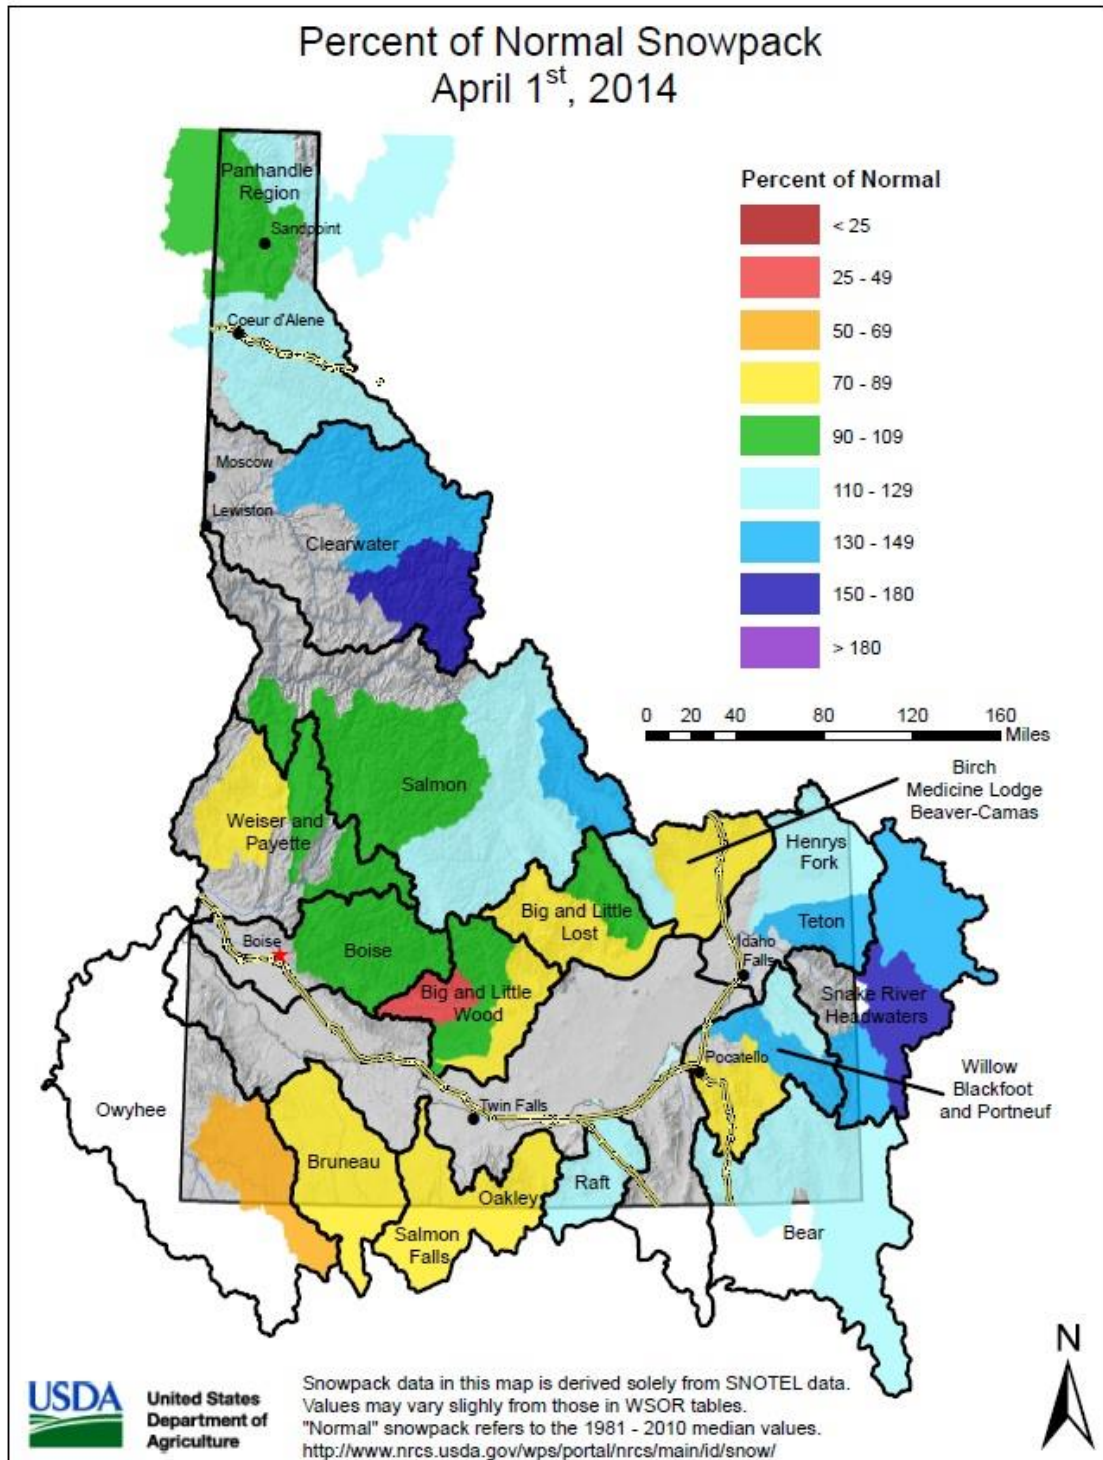 Percent of Normal Snowpack
April 1st, 2014
Panhandle
Region
Sandpoint
Coeur d'Alene
Moscow
Lewiston
Clearwater
Percent of Normal
< 25
25 - 49
50 - 69
70 - 89
90 - 109
110 - 129
130 - 149
150 - 180
> 180
0 20 40 80 120 160
Miles
Birch
Medicine Lodge
Beaver-Camas
Salmon
Weiser and
Payette
Henrys
Fork
Big and Little
Lost
Teton
Boise
Boise
Idaho
Falls
Big and Little
Wood
Snake River
Headwaters
Pocatello
Willow
Blackfoot
and Portneuf
Owyhee
Twin Falls
Bruneau
Oakley
Raft
Salmon
Falls
Bear
N
USDA
United States
Department of
Agriculture
Snowpack data in this map is derived solely from SNOTEL data.
Values may vary slighly from those in WSOR tables.
"Normal" snowpack refers to the 1981 - 2010 median values.
http://www.nrcs.usda.gov/wps/portal/nrcs/main/id/snow/